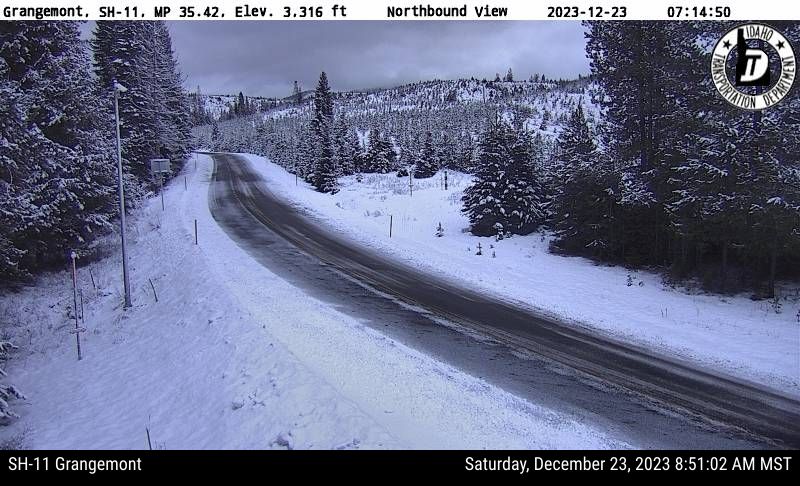 Grangemont, SH-11, MP 35.42, Elev. 3,316 ft Northbound View 2023-12-23 07:14:50
IDAHO
TRANSPORTATION DEPARTMENT
SH-11 Grangemont Saturday, December 23, 2023 8:51:02 AM MST